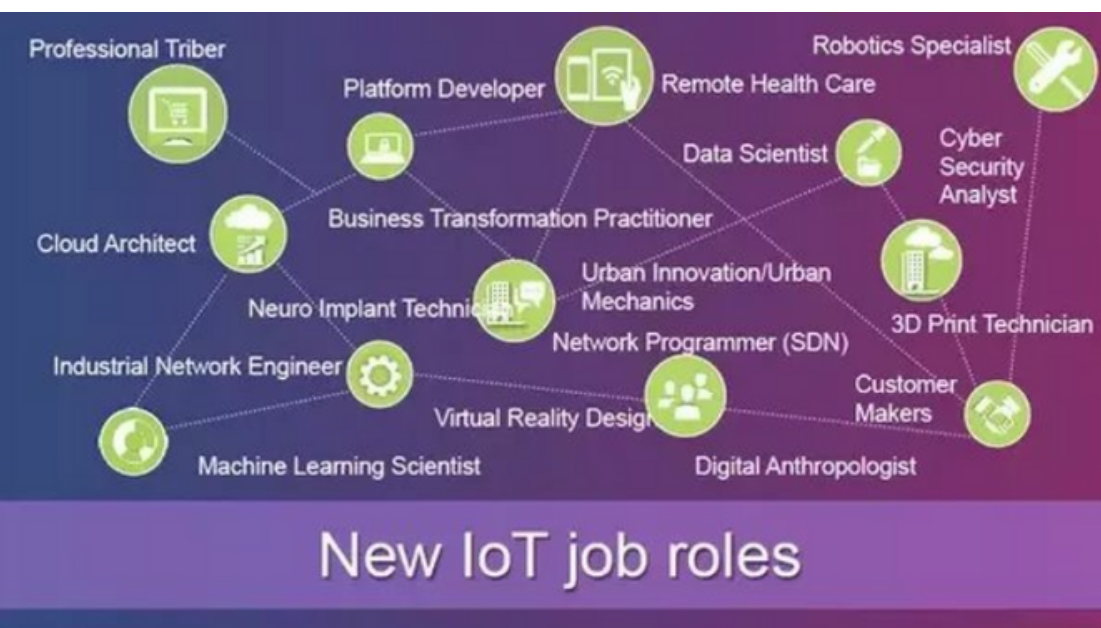 Professional Triber
Robotics Specialist
Platform Developer
Remote Health Care
Data Scientist
Cyber
Security
Analyst
Business Transformation Practitioner
Cloud Architect
Urban Innovation/Urban
Mechanics
Neuro Implant Technician
3D Print Technician
Network Programmer (SDN)
Industrial Network Engineer
Customer
Makers
Virtual Reality Desig
Machine Learning Scientist
Digital Anthropologist
New IoT job roles